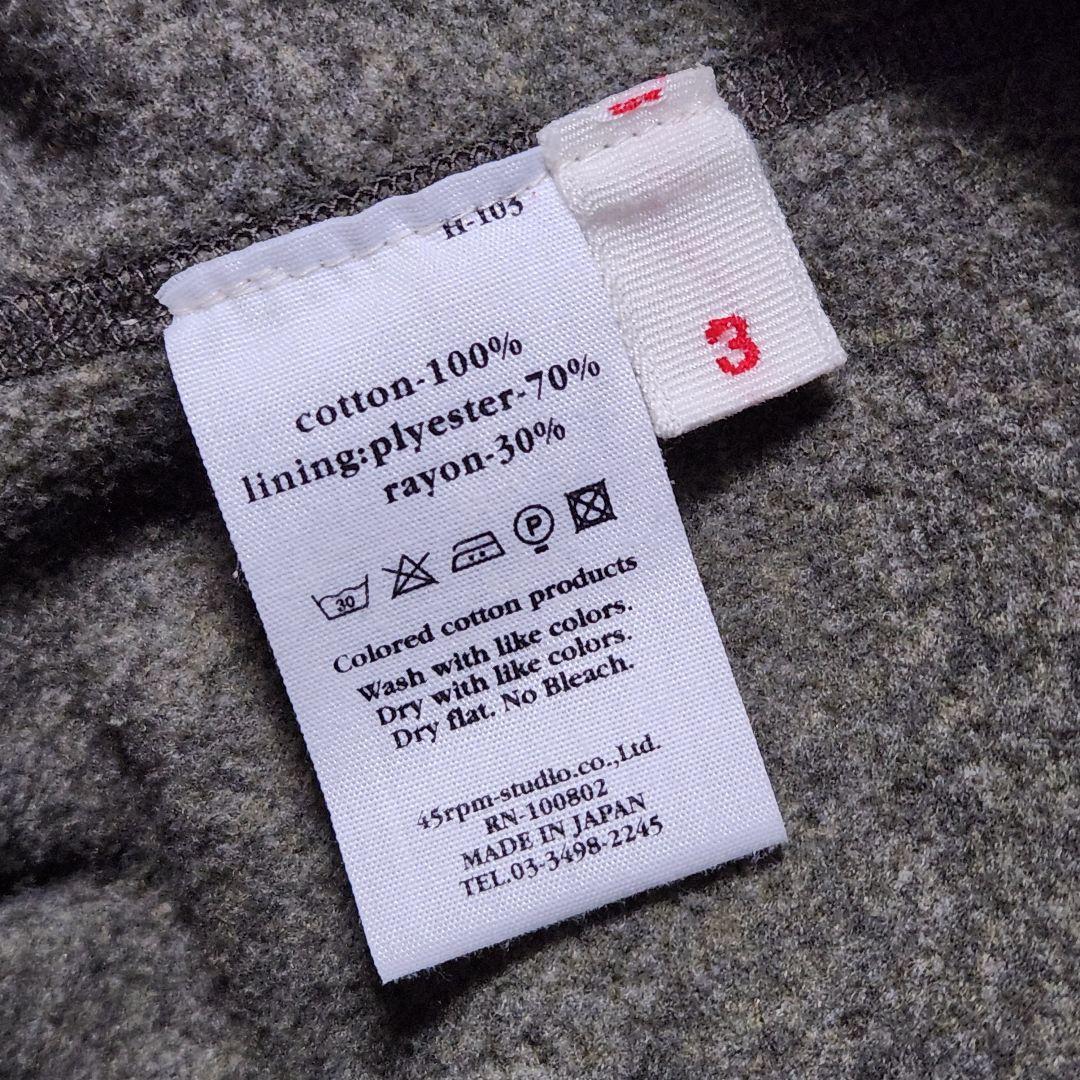 H-103
cotton-100%
lining:plyester-70%
rayon-30%
30
P
Colored cotton products
Wash with like colors.
Dry with like colors.
Dry flat. No Bleach.
45rpm-studio.co.,Ltd.
RN-100802
MADE IN JAPAN
TEL.03-3498-2245
3